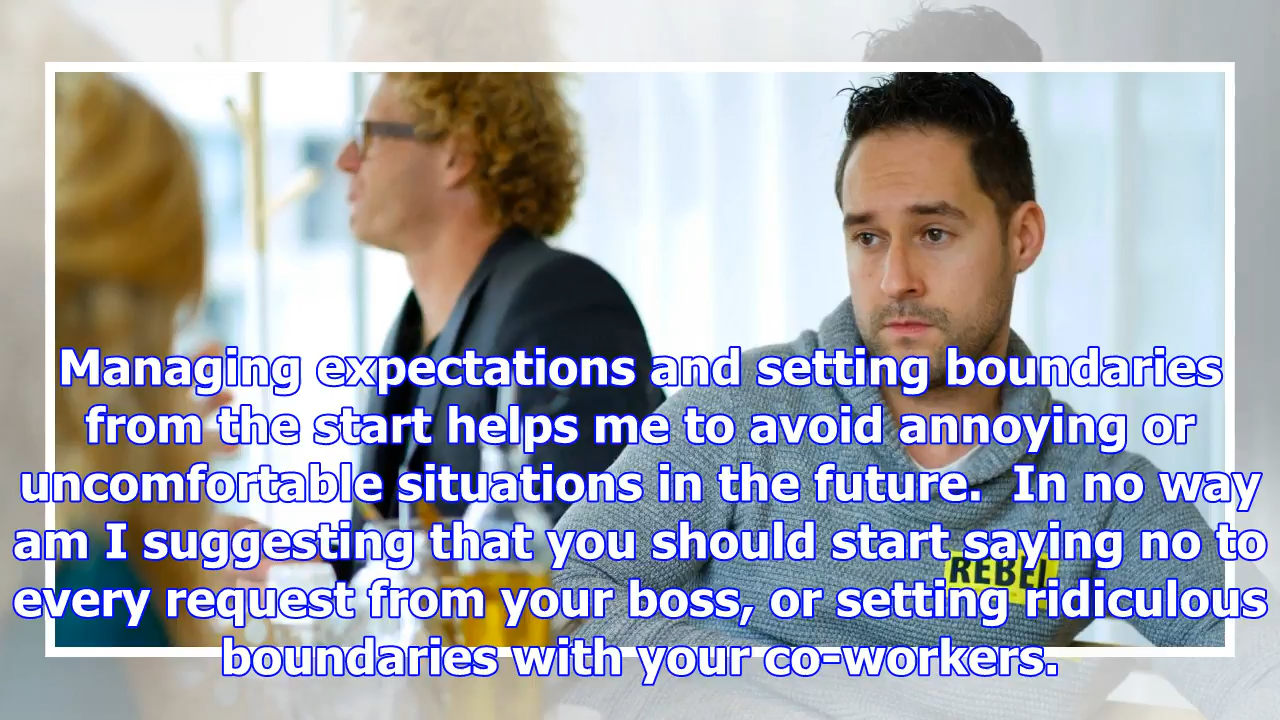 Managing expectations and setting boundaries
from the start helps me to avoid annoying or
uncomfortable situations in the future.  In no way
am I suggesting that you should start saying no to
every request from your boss, or setting ridiculous
boundaries with your co-workers.
REBEL